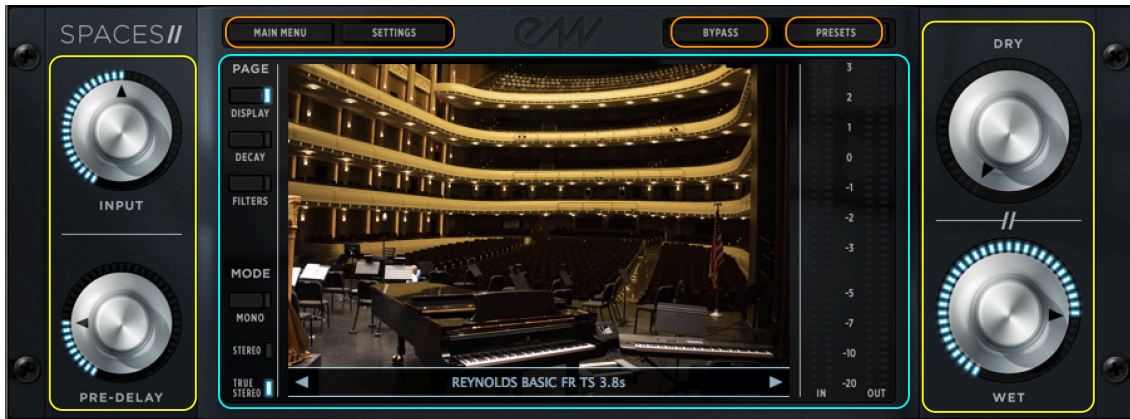 SPACES II
MAIN MENU
SETTINGS
EW
BYPASS
PRESETS
INPUT
PRE-DELAY
PAGE
DISPLAY
DECAY
FILTERS
MODE
MONO
STEREO
TRUE
STEREO
REYNOLDS BASIC FR TS 3.8s
3
2
1
0
-1
-2
-3
-5
-7
-10
-20
IN OUT
DRY
WET